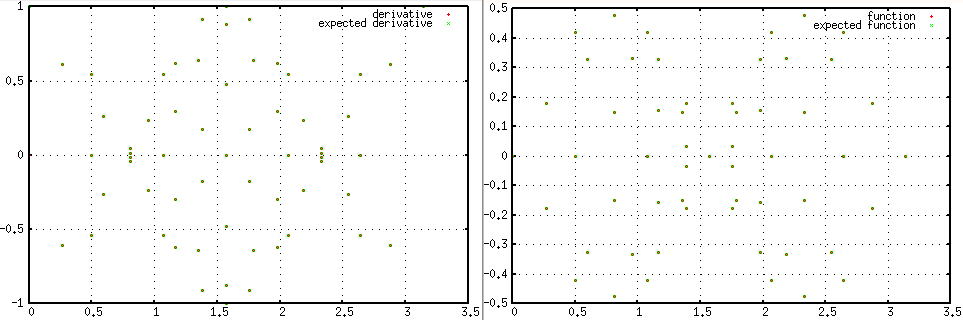 derivative
expected derivative
1
0.5
0
-0.5
-1
0 0.5 1 1.5 2 2.5 3 3.5
function
expected function
0.5
0.4
0.3
0.2
0.1
0
-0.1
-0.2
-0.3
-0.4
-0.5
0 0.5 1 1.5 2 2.5 3 3.5